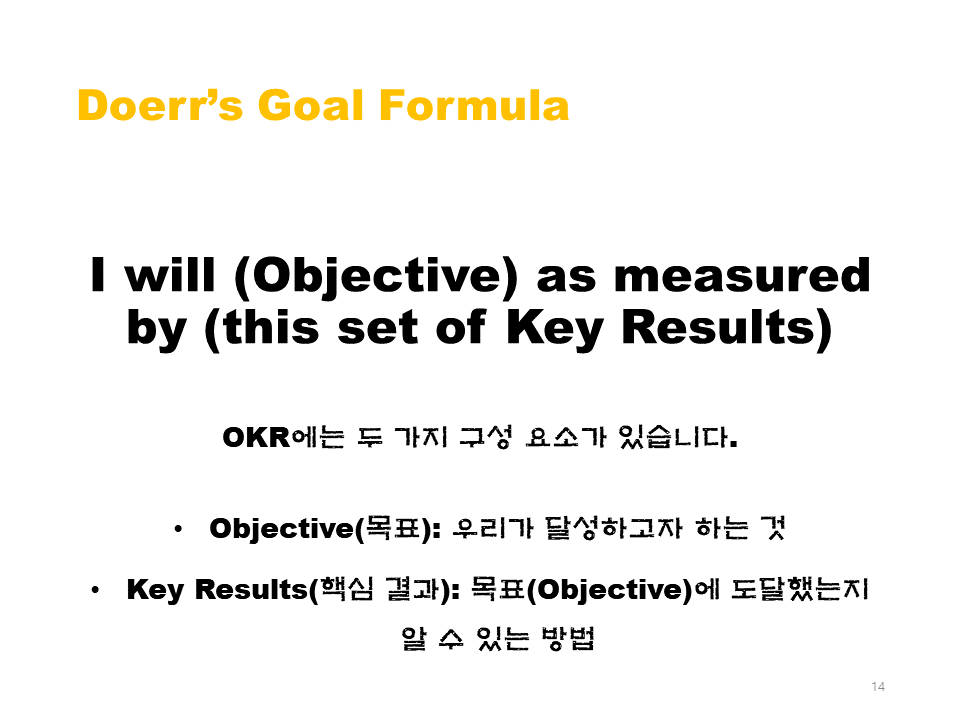 Doerr’s Goal Formula
I will (Objective) as measured
by (this set of Key Results)
OKR에는 두 가지 구성 요소가 있습니다.
• Objective(목표): 우리가 달성하고자 하는 것
• Key Results(핵심 결과): 목표(Objective)에 도달했는지
알 수 있는 방법
14